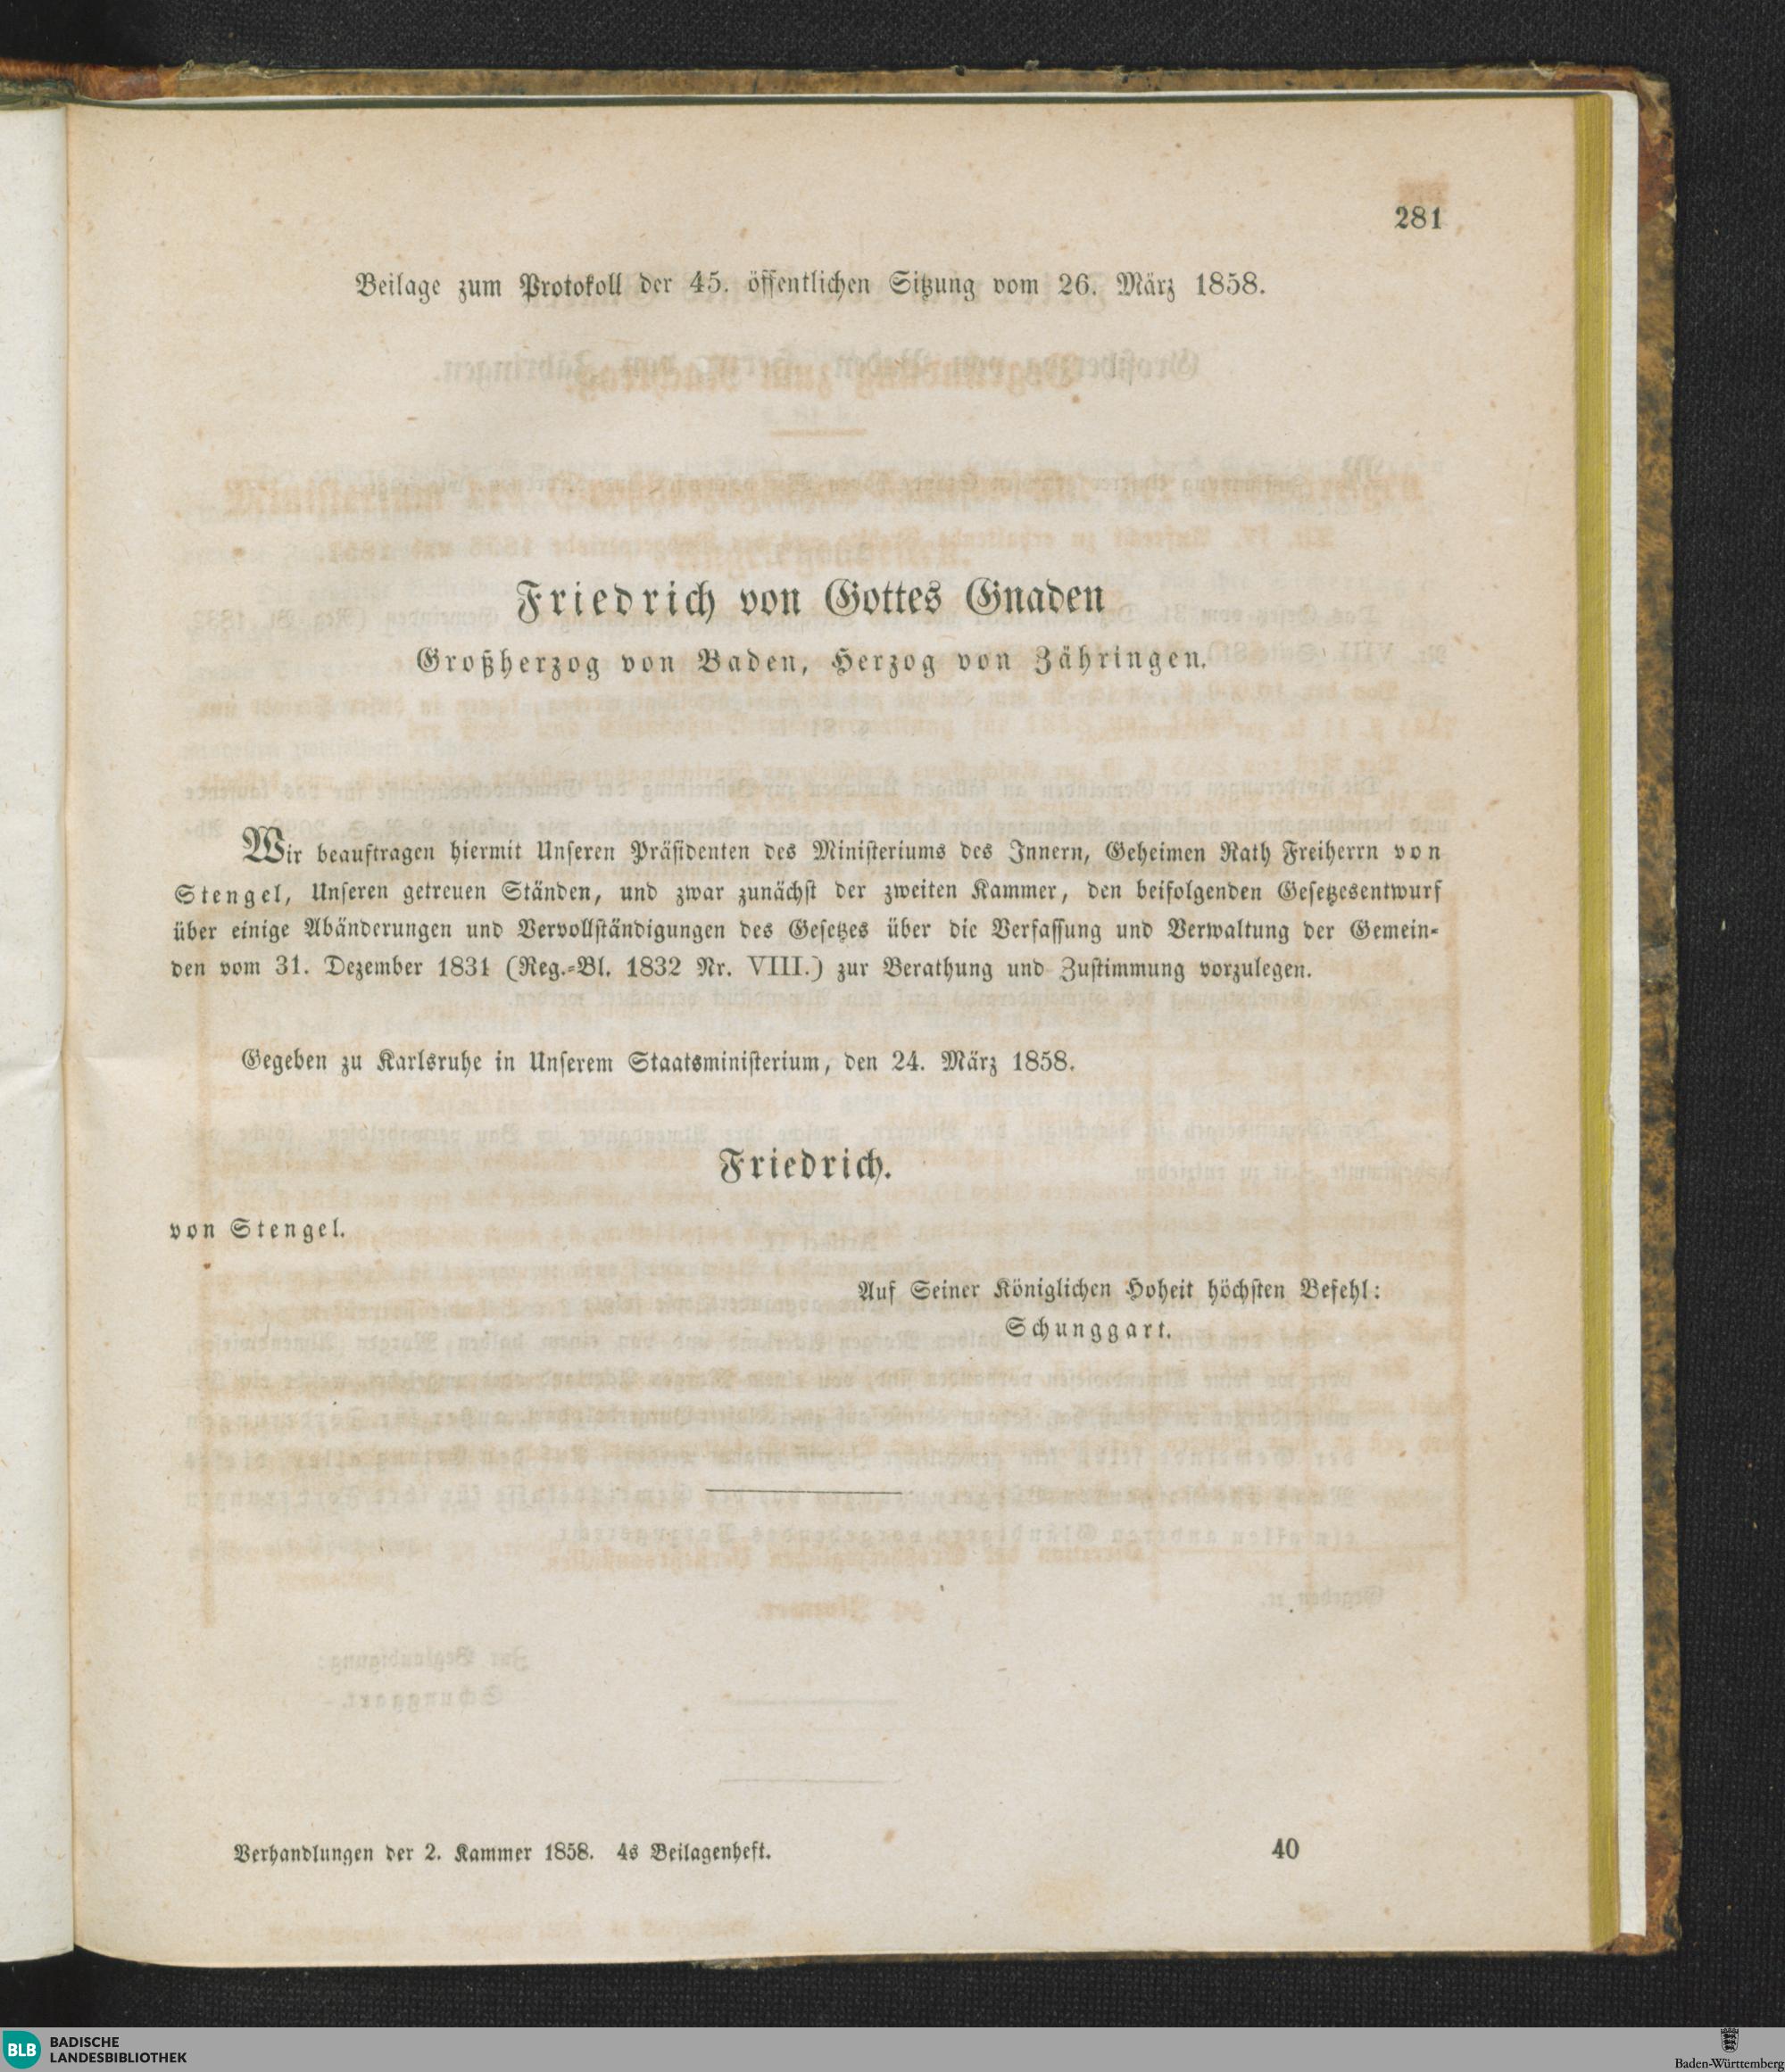 281
Beilage zum Protokoll der 45. öffentlichen Sitzung vom 26. März 1858.
Friedrich von Gottes Gnaden
Großherzog von Baden, Herzog von Zähringen.
Wir beauftragen hiermit Unseren Präsidenten des Ministeriums des Innern, Geheimen Rath Freiherrn von
Stengel, Unseren getreuen Ständen, und zwar zunächst der zweiten Kammer, den beifolgenden Gesetzesentwurf
über einige Abänderungen und Vervollständigungen des Gesetzes über die Verfassung und Verwaltung der Gemein-
den vom 31. Dezember 1831 (Reg.-Bl. 1832 Nr. VIII.) zur Berathung und Zustimmung vorzulegen.
Gegeben zu Karlsruhe in Unserem Staatsministerium, den 24. März 1858.
Friedrich.
von Stengel.
Auf Seiner Königlichen Hoheit höchsten Befehl:
Schunggart.
Verhandlungen der 2. Kammer 1858. 4s Beilagenheft. 40
BLB BADISCHE
LANDESBIBLIOTHEK
Baden-Württemberg